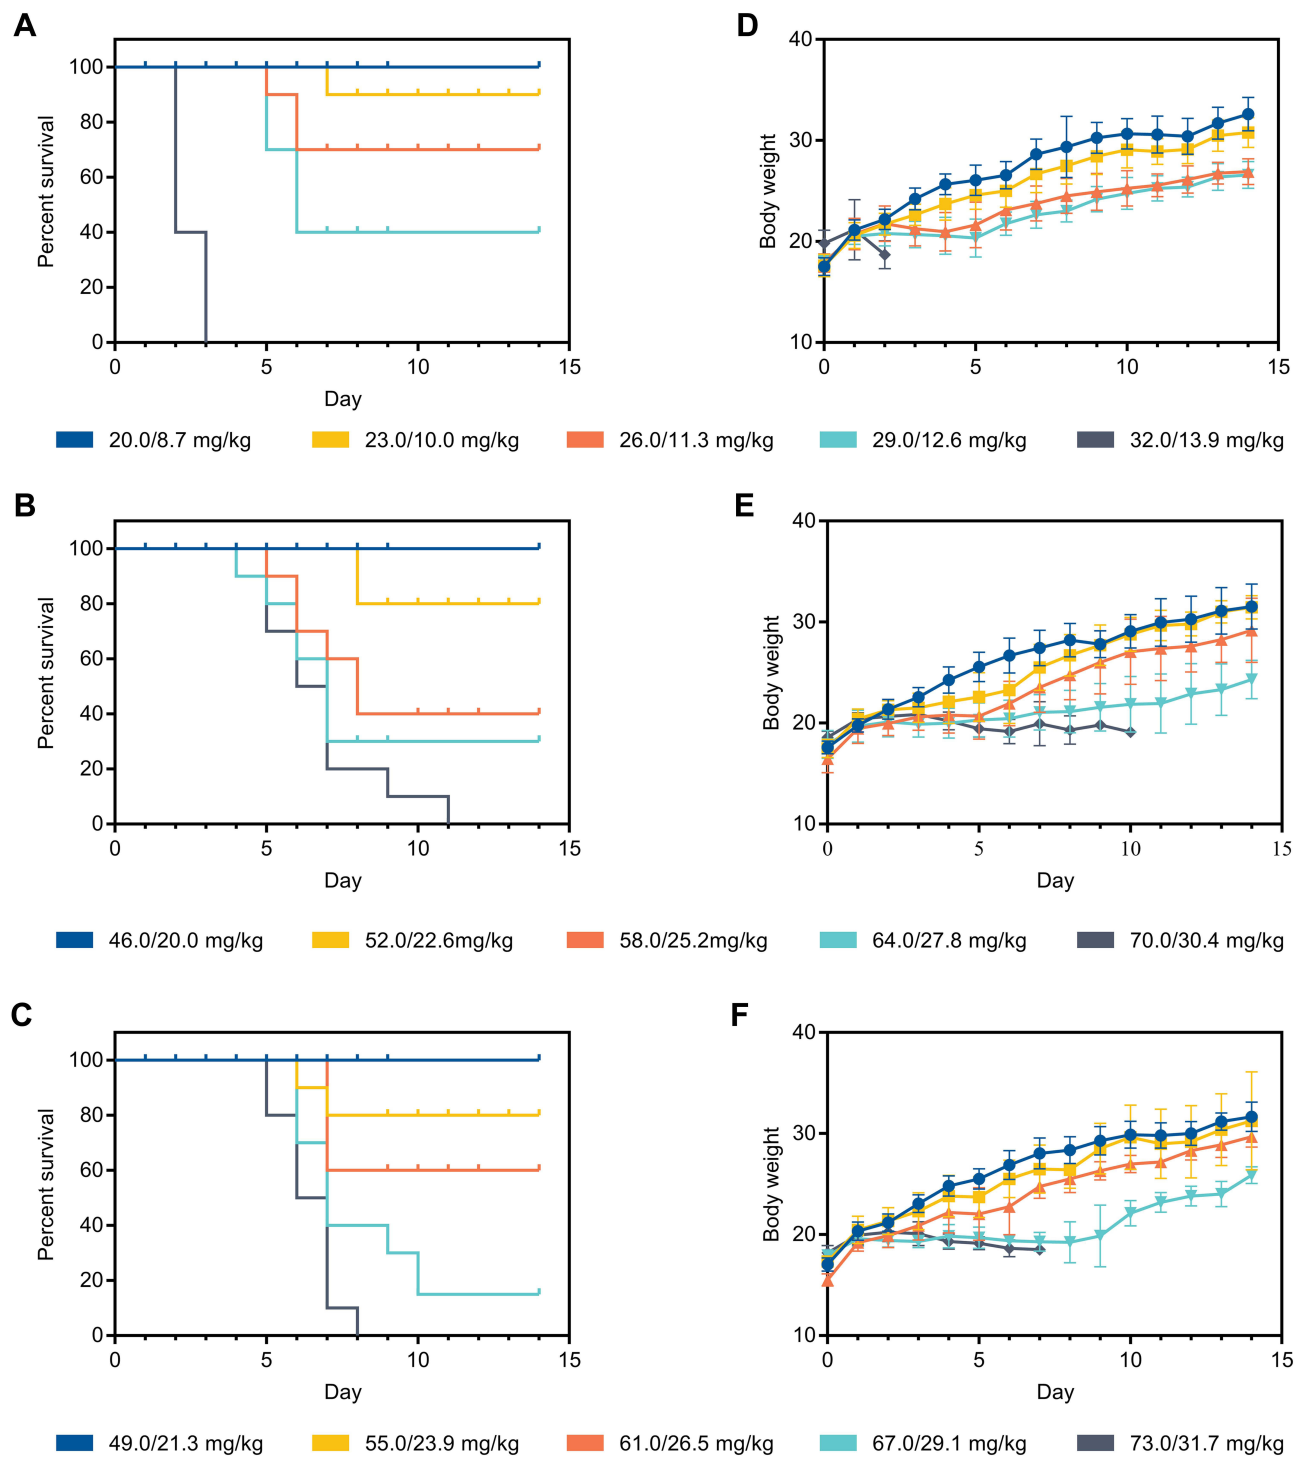 A
Percent survival
100
80
60
40
20
0
0 5 10 15
Day
D
Body weight
40
30
20
10
0 5 10 15
20.0/8.7 mg/kg 23.0/10.0 mg/kg 26.0/11.3 mg/kg 29.0/12.6 mg/kg 32.0/13.9 mg/kg
B
Percent survival
100
80
60
40
20
0
0 5 10 15
Day
E
Body weight
40
30
20
10
0 5 10 15
Day
46.0/20.0 mg/kg 52.0/22.6mg/kg 58.0/25.2mg/kg 64.0/27.8 mg/kg 70.0/30.4 mg/kg
C
Percent survival
100
80
60
40
20
0
0 5 10 15
Day
F
Body weight
40
30
20
10
0 5 10 15
Day
49.0/21.3 mg/kg 55.0/23.9 mg/kg 61.0/26.5 mg/kg 67.0/29.1 mg/kg 73.0/31.7 mg/kg